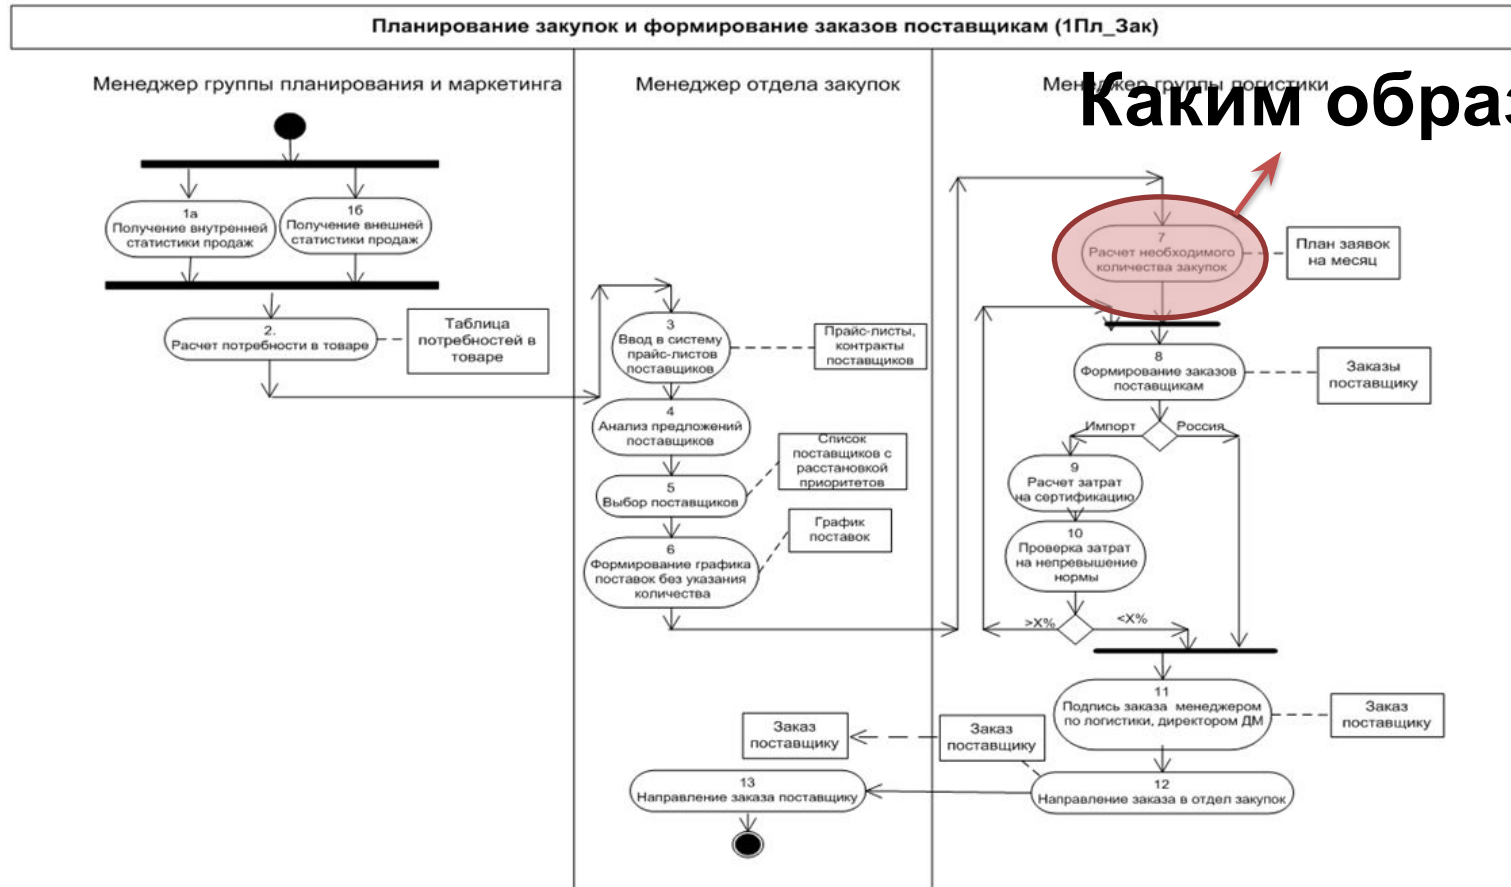 Планирование закупок и формирование заказов поставщикам (1Пл_Зак)
Менеджер группы планирования и маркетинга
Менеджер отдела закупок
Менеджер группы логистики
Каким образ
1а
Получение внутренней
статистики продаж
1б
Получение внешней
статистики продаж
2.
Расчет потребности в товаре
Таблица
потребностей в
товаре
3
Ввод в систему
прайс-листов
поставщиков
Прайс-листы,
контракты
поставщиков
4
Анализ предложений
поставщиков
Список
поставщиков с
расстановкой
приоритетов
5
Выбор поставщиков
График
поставок
6
Формирование графика
поставок без указания
количества
7
Расчет необходимого
количества закупок
План заявок
на месяц
8
Формирование заказов
поставщикам
Заказы
поставщику
Импорт
Россия
9
Расчет затрат
на сертификацию
10
Проверка затрат
на непревышение
нормы
>X%
<X%
11
Подпись заказа менеджером
по логистики, директором ДМ
Заказ
поставщику
Заказ
поставщику
Заказ
поставщику
12
Направление заказа в отдел закупок
13
Направление заказа поставщику